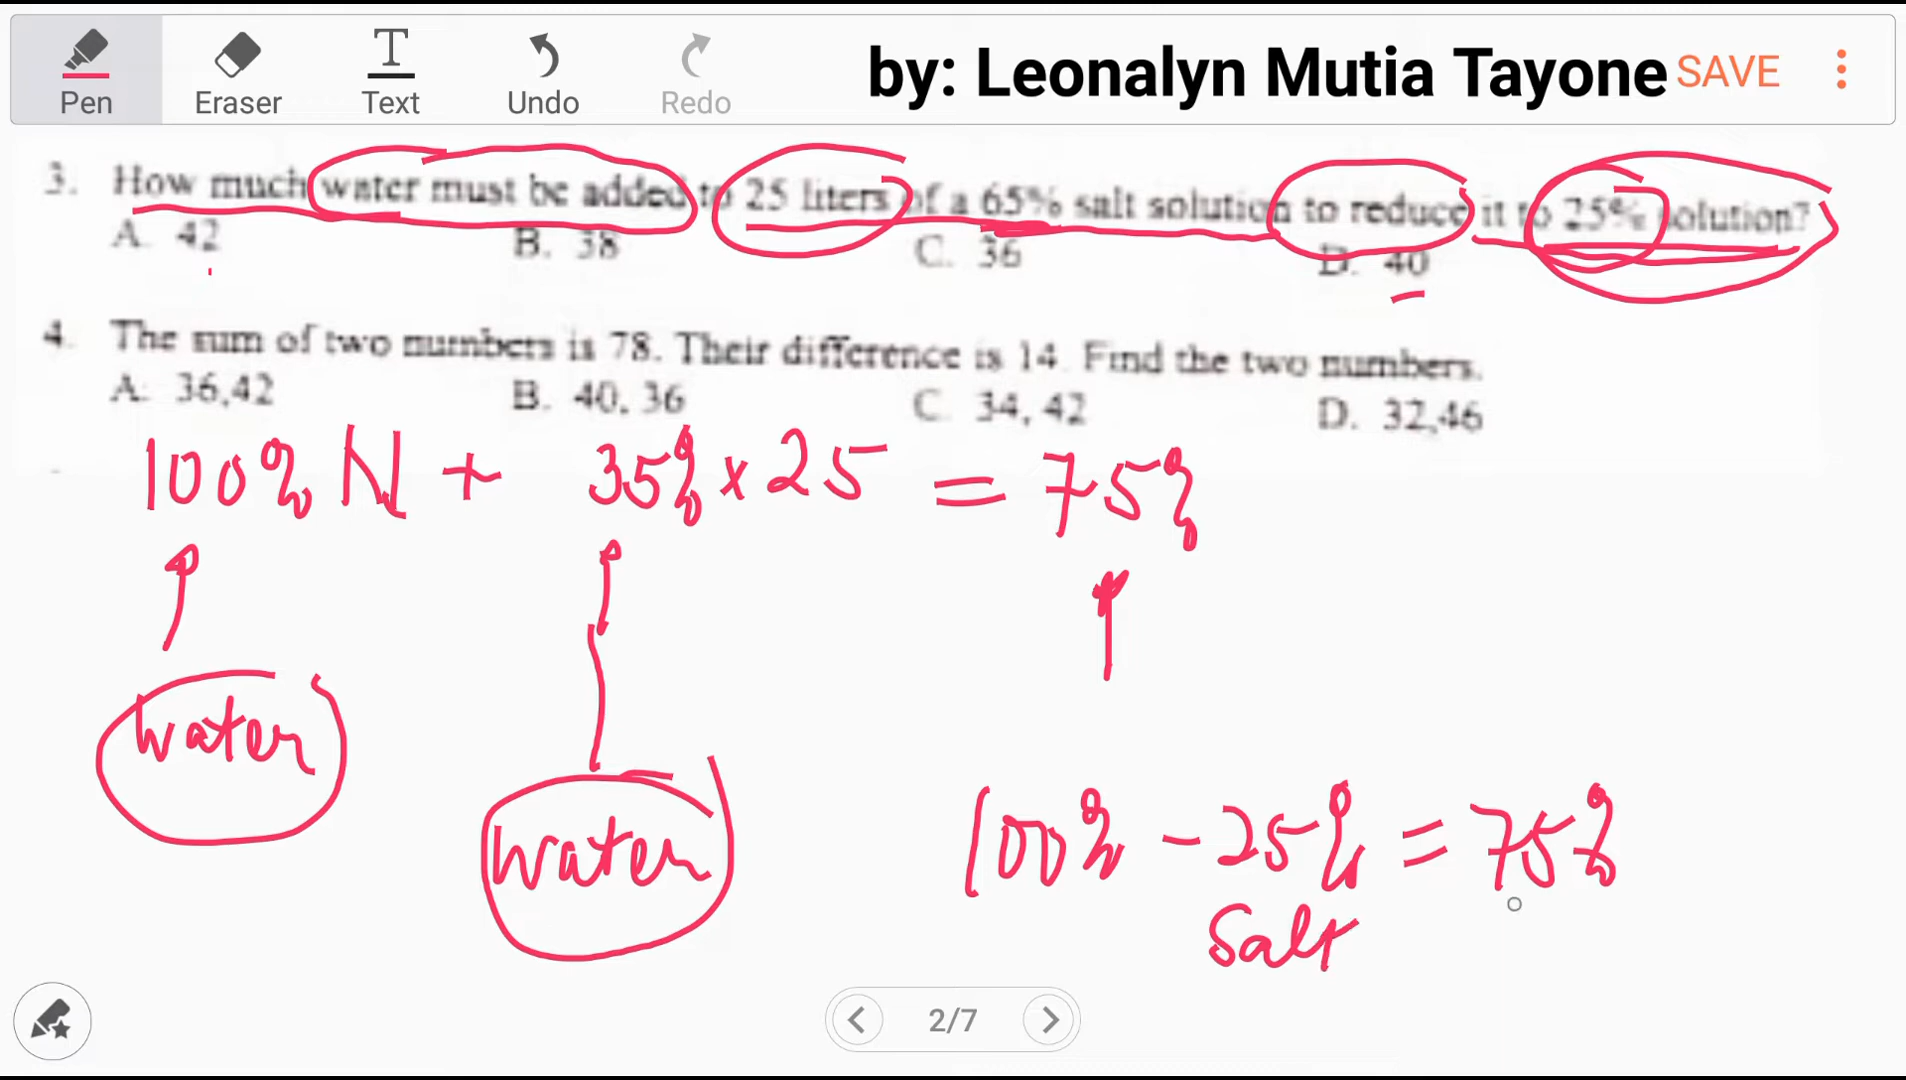 by: Leonalyn Mutia Tayone
SAVE
Pen
Eraser
Text
Undo
Redo
3. How much water must be added to 25 liters of a 65% salt solution to reduce it to 25% solution?
A. 42 B. 38 C. 36 D. 40
4. The sum of two numbers is 78. Their difference is 14. Find the two numbers.
A. 36,42 B. 40, 36 C. 34, 42 D. 32,46
100% N + 35% x 25 = 75%
water
water
100% - 25% = 75%
Salt
2/7